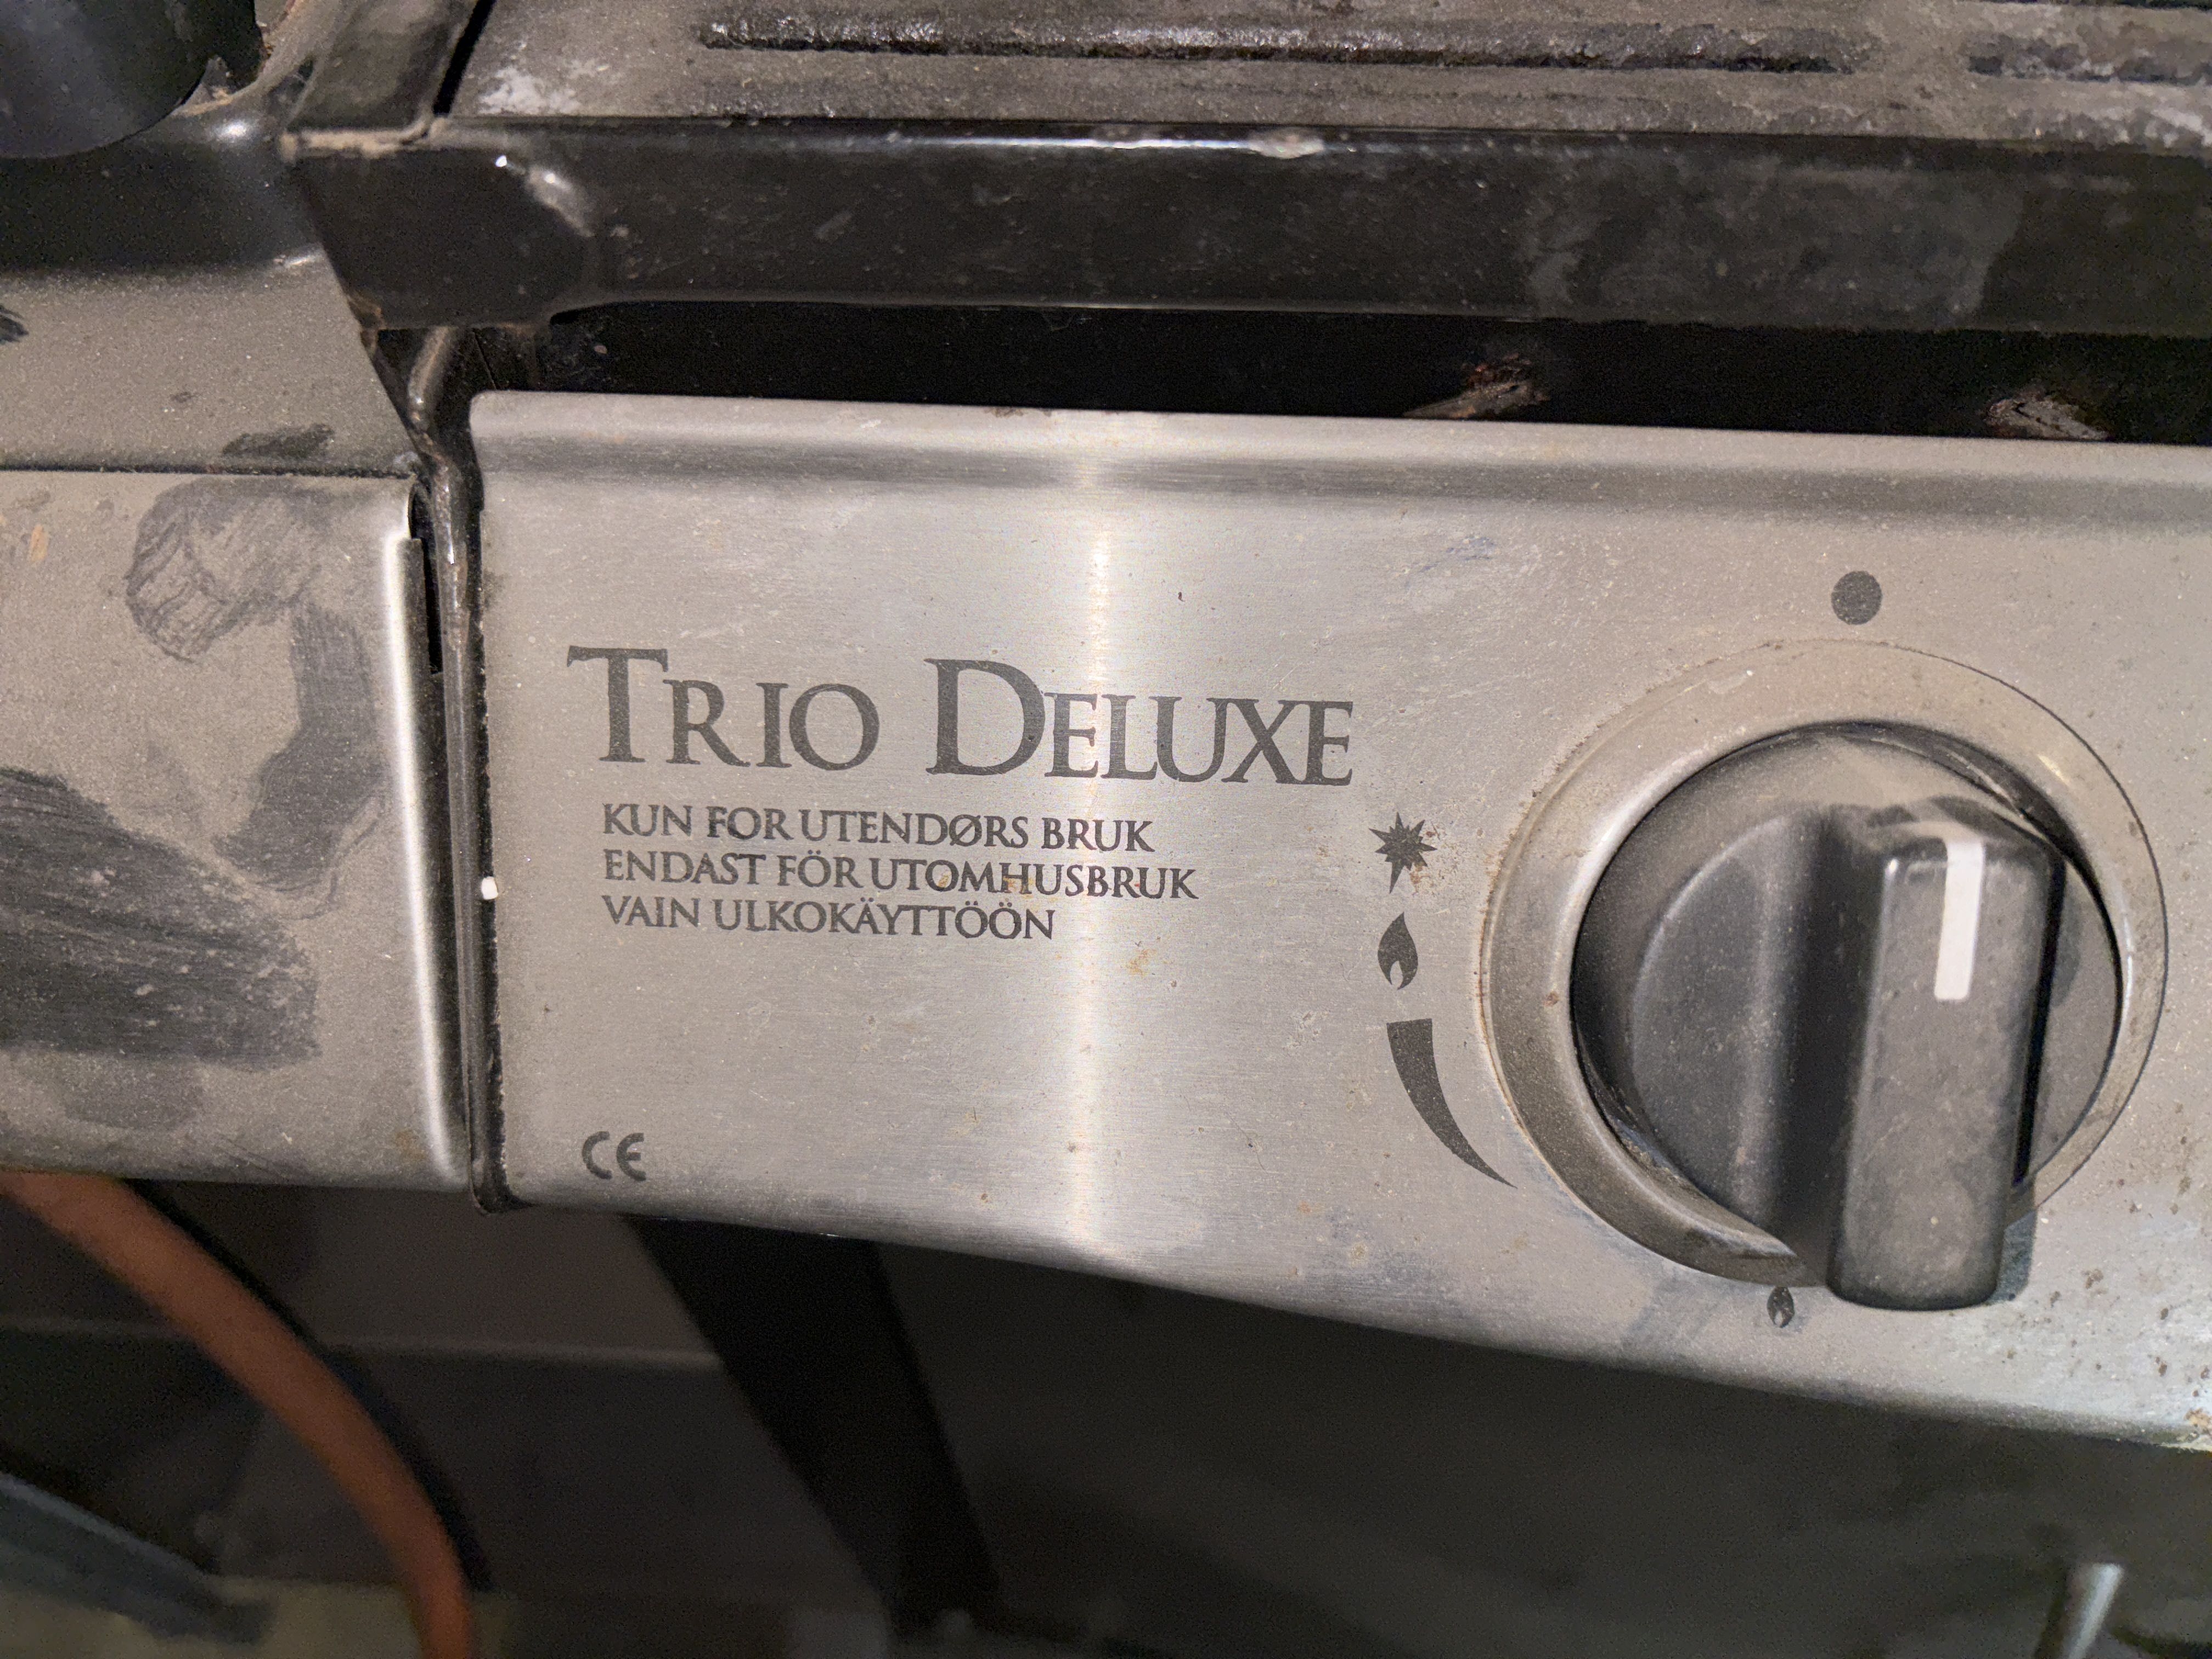 TRIO DELUXE
KUN FOR UTENDØRS BRUK
ENDAST FÖR UTOMHUSBRUK
VAIN ULKOKÄYTTÖÖN
CE